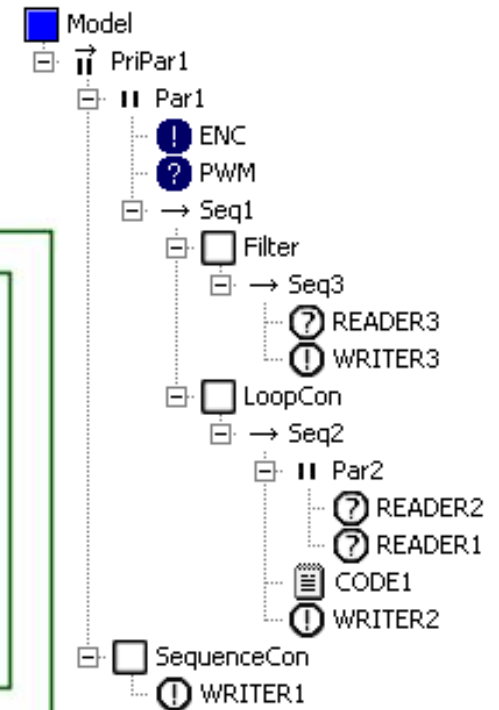 Model
PriPar1
Par1
ENC
PWM
Seq1
Filter
Seq3
READER3
WRITER3
LoopCon
Seq2
Par2
READER2
READER1
CODE1
WRITER2
SequenceCon
WRITER1